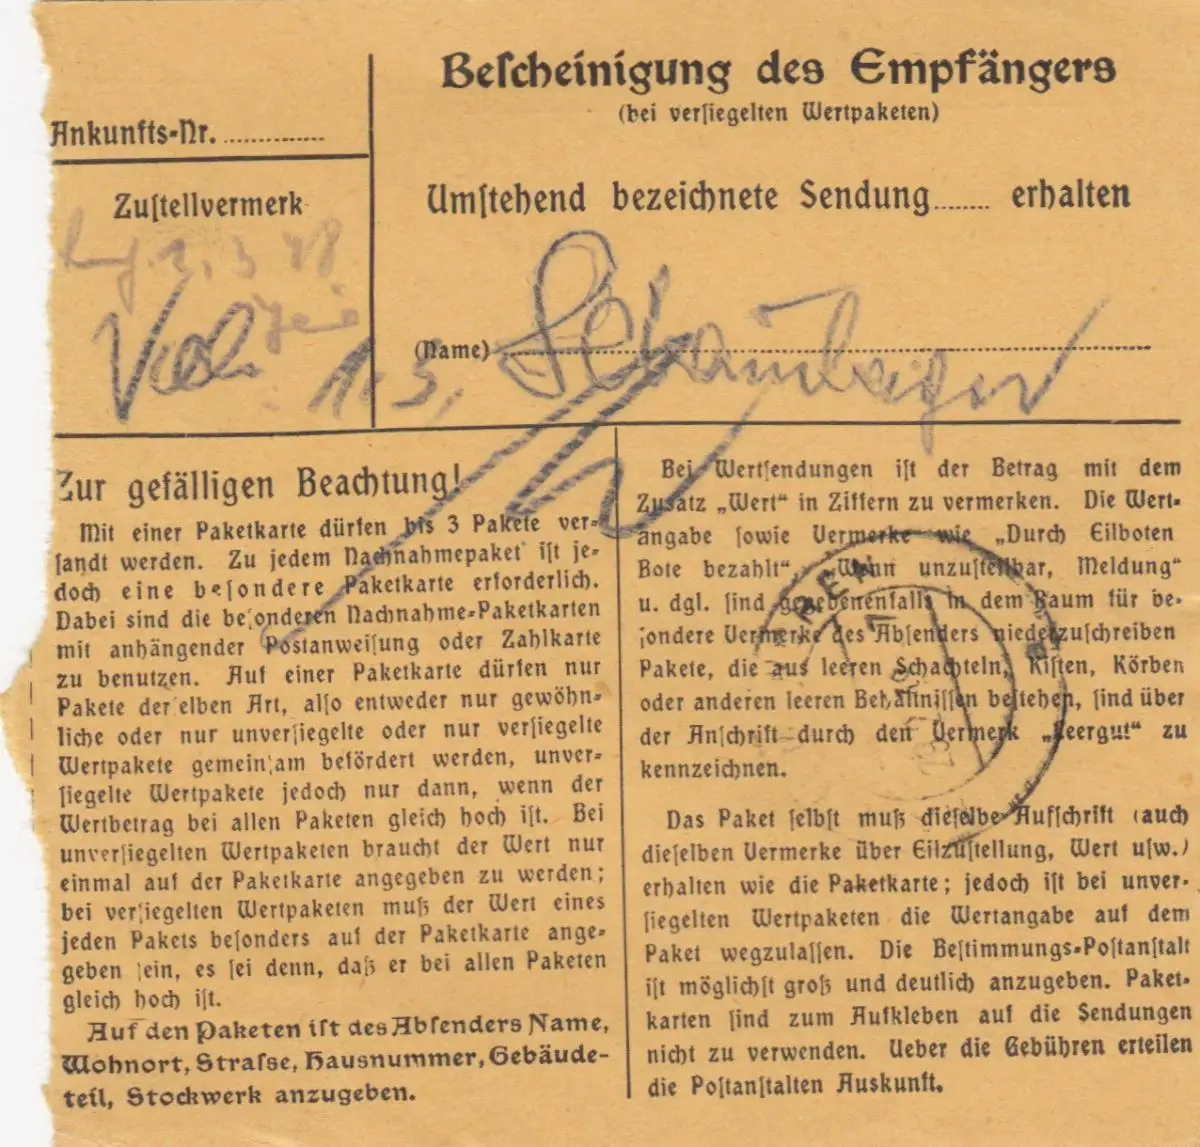 Bescheinigung des Empfängers
(bei versiegelten Wertpaketen)
Ankunfts-Nr. ...............
Zustellvermerk
Umstehend bezeichnete Sendung........ erhalten
1. 3. 48
(Name)
1. 3.
Zur gefälligen Beachtung!
Mit einer Paketkarte dürfen bis 3 Pakete ver-
sandt werden. Zu jedem Nachnahmepaket ist je-
doch eine besondere Paketkarte erforderlich.
Dabei sind die besonderen Nachnahme-Paketkarten
mit anhängender Postanweisung oder Zahlkarte
zu benutzen. Auf einer Paketkarte dürfen nur
Pakete derselben Art, also entweder nur gewöhn-
liche oder nur unversiegelte oder nur versiegelte
Wertpakete gemeinsam befördert werden, unver-
siegelte Wertpakete jedoch nur dann, wenn der
Wertbetrag bei allen Paketen gleich hoch ist. Bei
unversiegelten Wertpaketen braucht der Wert nur
einmal auf der Paketkarte angegeben zu werden;
bei versiegelten Wertpaketen muß der Wert eines
jeden Pakets besonders auf der Paketkarte ange-
geben sein, es sei denn, daß er bei allen Paketen
gleich hoch ist.
Auf den Paketen ist des Absenders Name,
Wohnort, Strasse, Hausnummer, Gebäude-
teil, Stockwerk anzugeben.
Bei Wertsendungen ist der Betrag mit dem
Zusatz „Wert“ in Ziffern zu vermerken. Die Wert-
angabe sowie Vermerke wie „Durch Eilboten
Bote bezahlt“, „Wenn unzustellbar, Meldung“
u. dgl. sind gegebenenfalls in dem Raum für be-
sondere Vermerke des Absenders niederzuschreiben
Pakete, die aus leeren Schachteln, Kisten, Körben
oder anderen leeren Behältnissen bestehen, sind über
der Anschrift durch den Vermerk „Leergut“ zu
kennzeichnen.
Das Paket selbst muß dieselbe Aufschrift (auch
dieselben Vermerke über Eilzustellung, Wert usw.)
erhalten wie die Paketkarte; jedoch ist bei unver-
siegelten Wertpaketen die Wertangabe auf dem
Paket wegzulassen. Die Bestimmungs-Postanstalt
ist möglichst groß und deutlich anzugeben. Paket-
karten sind zum Aufkleben auf die Sendungen
nicht zu verwenden. Ueber die Gebühren erteilen
die Postanstalten Auskunft.